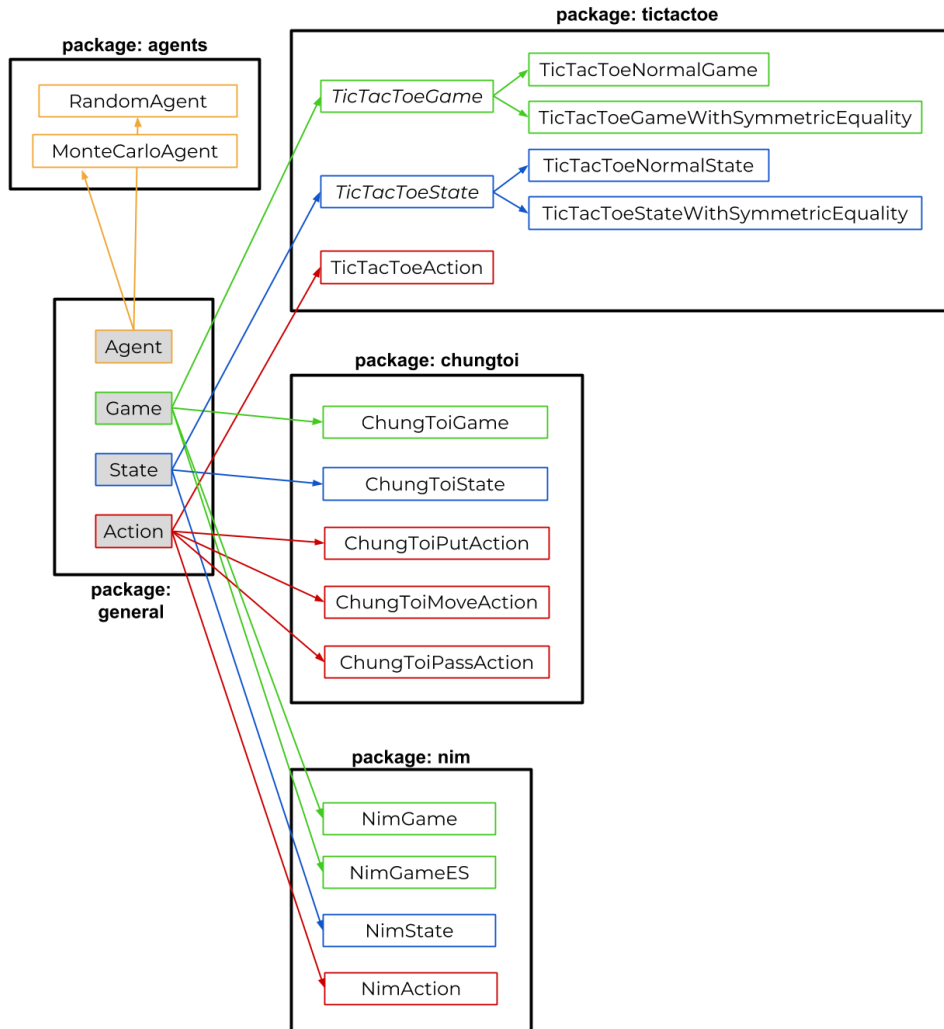 package: agents
RandomAgent
MonteCarloAgent
package: tictactoe
TicTacToeGame
TicTacToeNormalGame
TicTacToeGameWithSymmetricEquality
TicTacToeState
TicTacToeNormalState
TicTacToeStateWithSymmetricEquality
TicTacToeAction
Agent
Game
State
Action
package:
general
package: chungtoi
ChungToiGame
ChungToiState
ChungToiPutAction
ChungToiMoveAction
ChungToiPassAction
package: nim
NimGame
NimGameES
NimState
NimAction